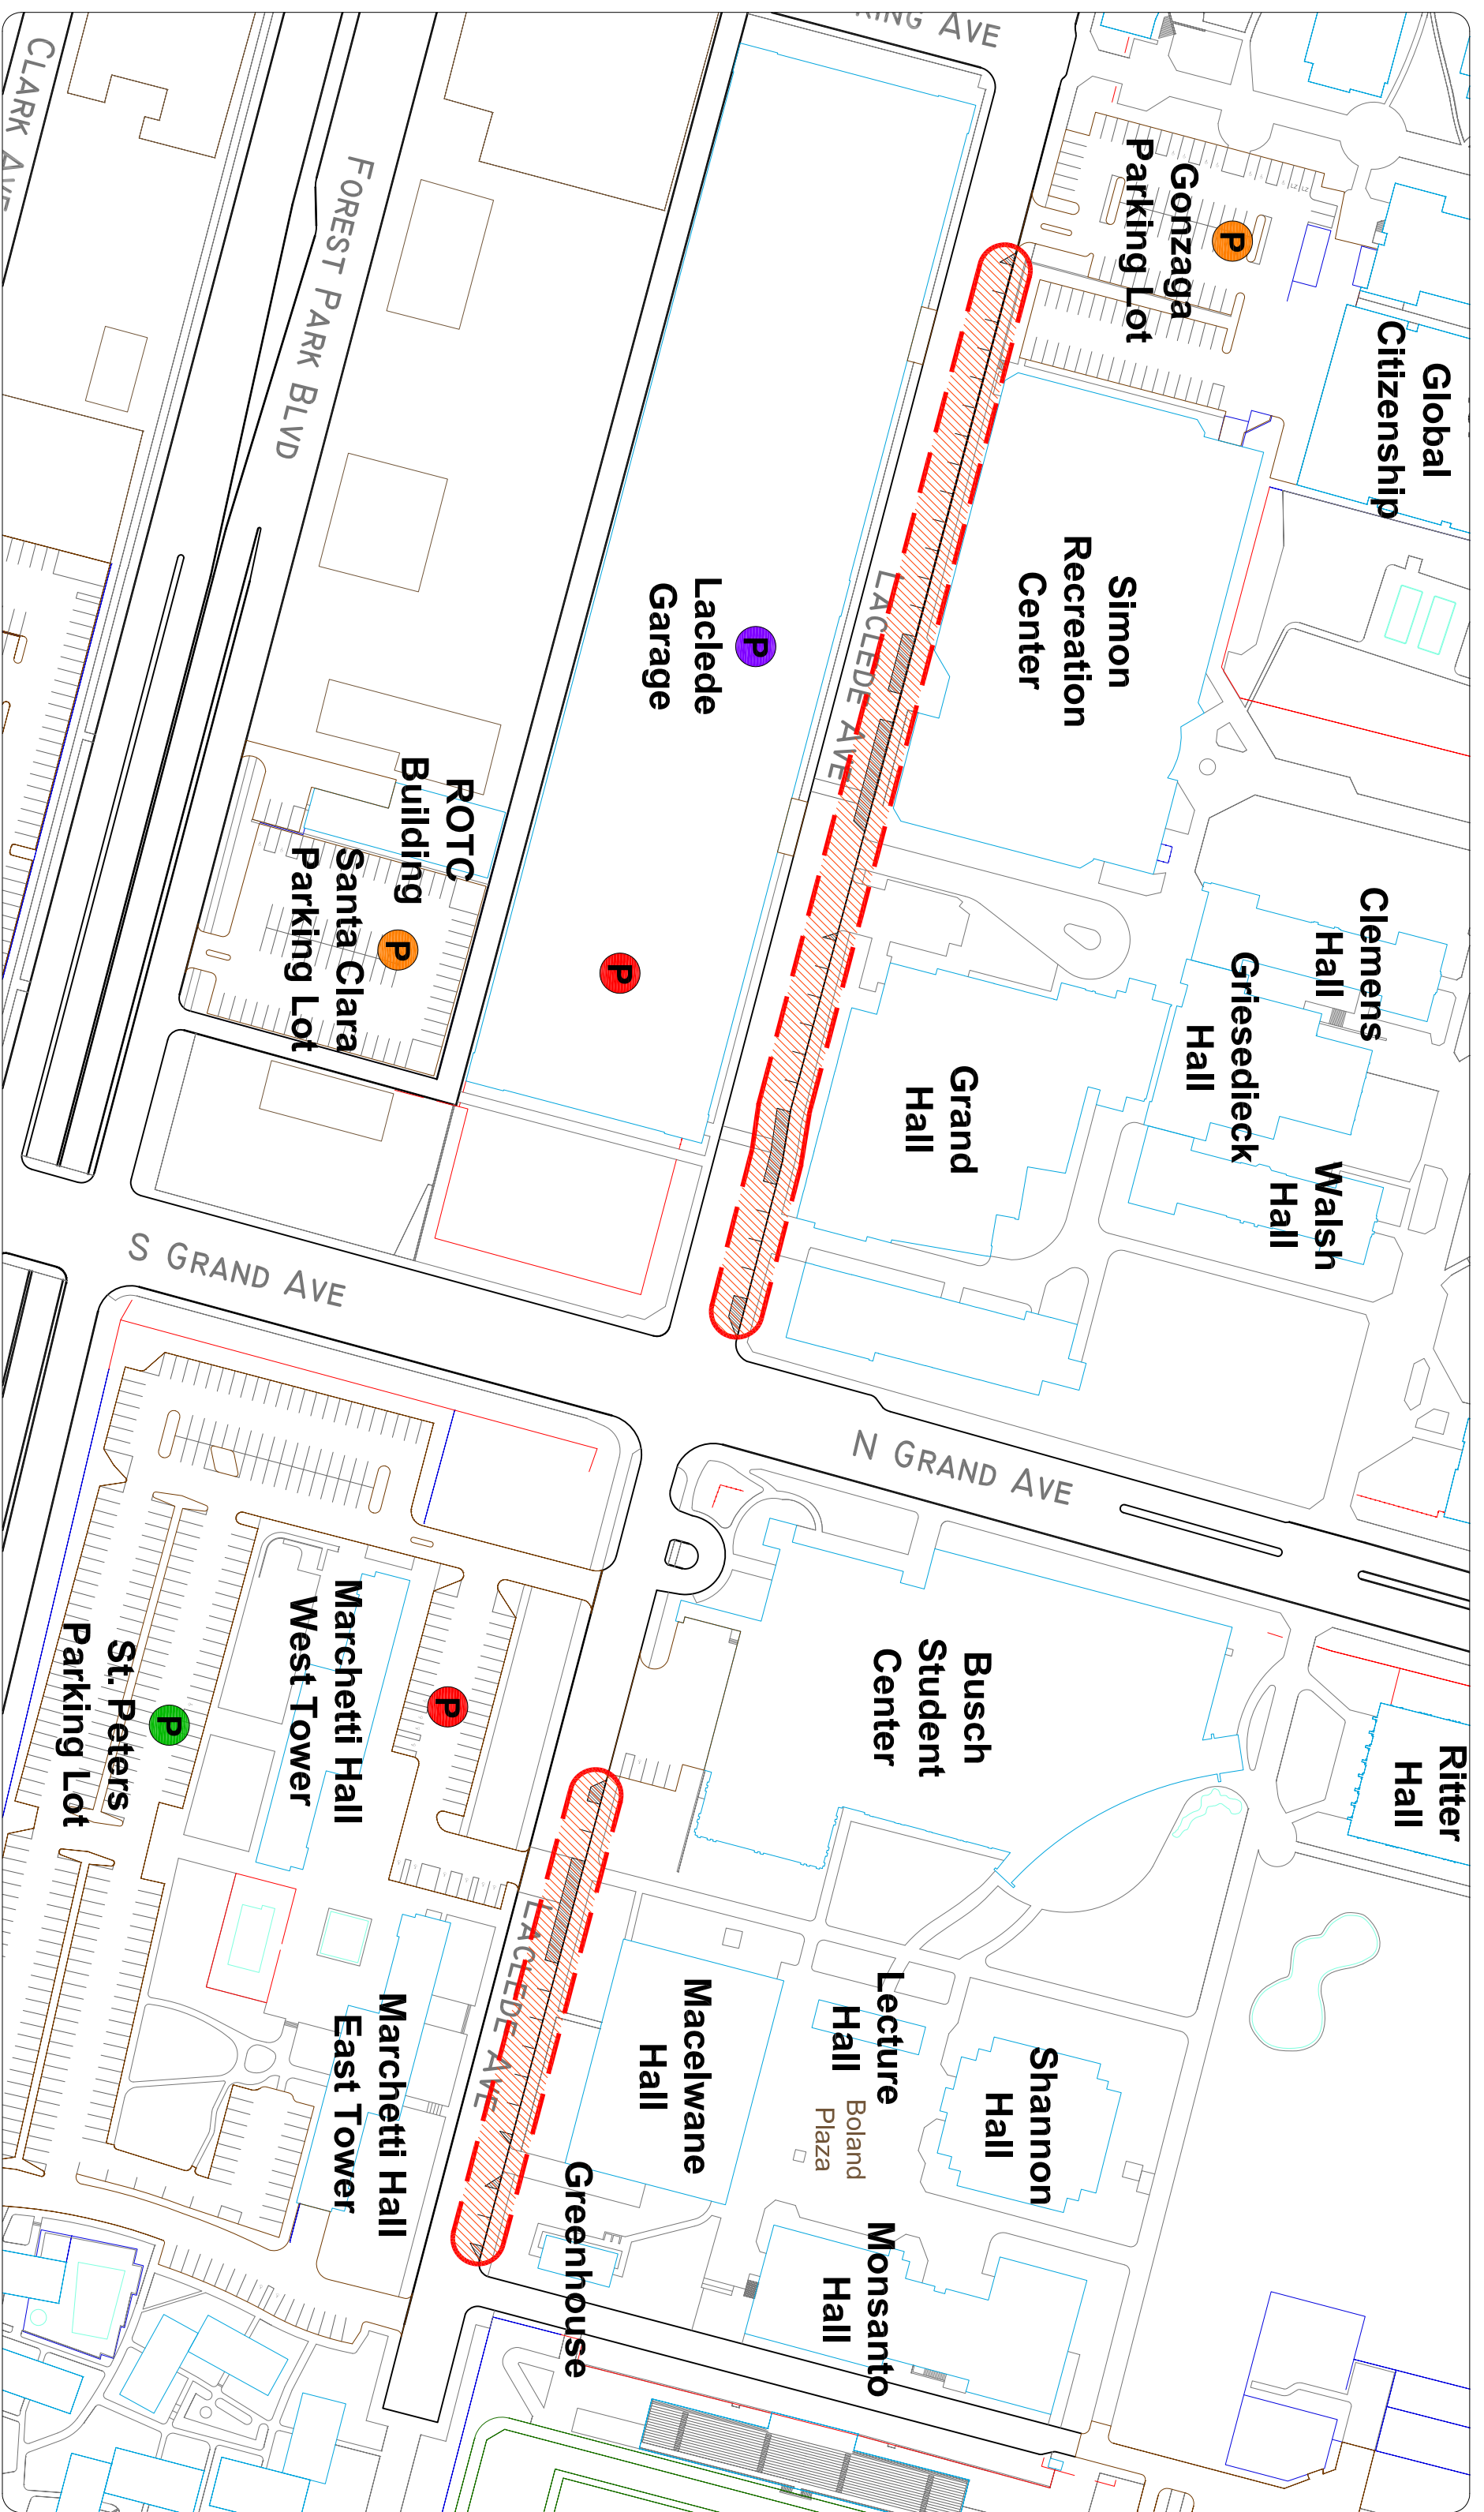 RING AVE
CLARK AVE
FOREST PARK BLVD
Gonzaga
Parking Lot
P
Global
Citizenship
Simon
Recreation
Center
Laclede
Garage
P
LACLEDE AVE
ROTC
Building
Santa Clara
Parking Lot
P
P
Clemens
Hall
Griesedieck
Hall
Walsh
Hall
Grand
Hall
S GRAND AVE
N GRAND AVE
Busch
Student
Center
Ritter
Hall
Marchetti Hall
West Tower
P
St. Peters
Parking Lot
P
LACLEDE AVE
Marchetti Hall
East Tower
Macelwane
Hall
Lecture
Hall
Boland
Plaza
Shannon
Hall
Greenhouse
Monsanto
Hall